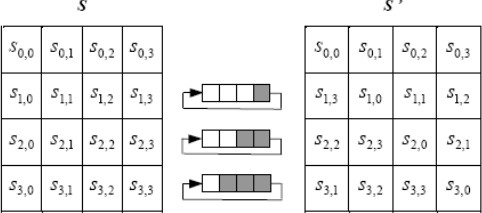 S S'
S0,0 S0,1 S0,2 S0,3 S0,0 S0,1 S0,2 S0,3
S1,0 S1,1 S1,2 S1,3 S1,3 S1,0 S1,1 S1,2
S2,0 S2,1 S2,2 S2,3 S2,2 S2,3 S2,0 S2,1
S3,0 S3,1 S3,2 S3,3 S3,1 S3,2 S3,3 S3,0